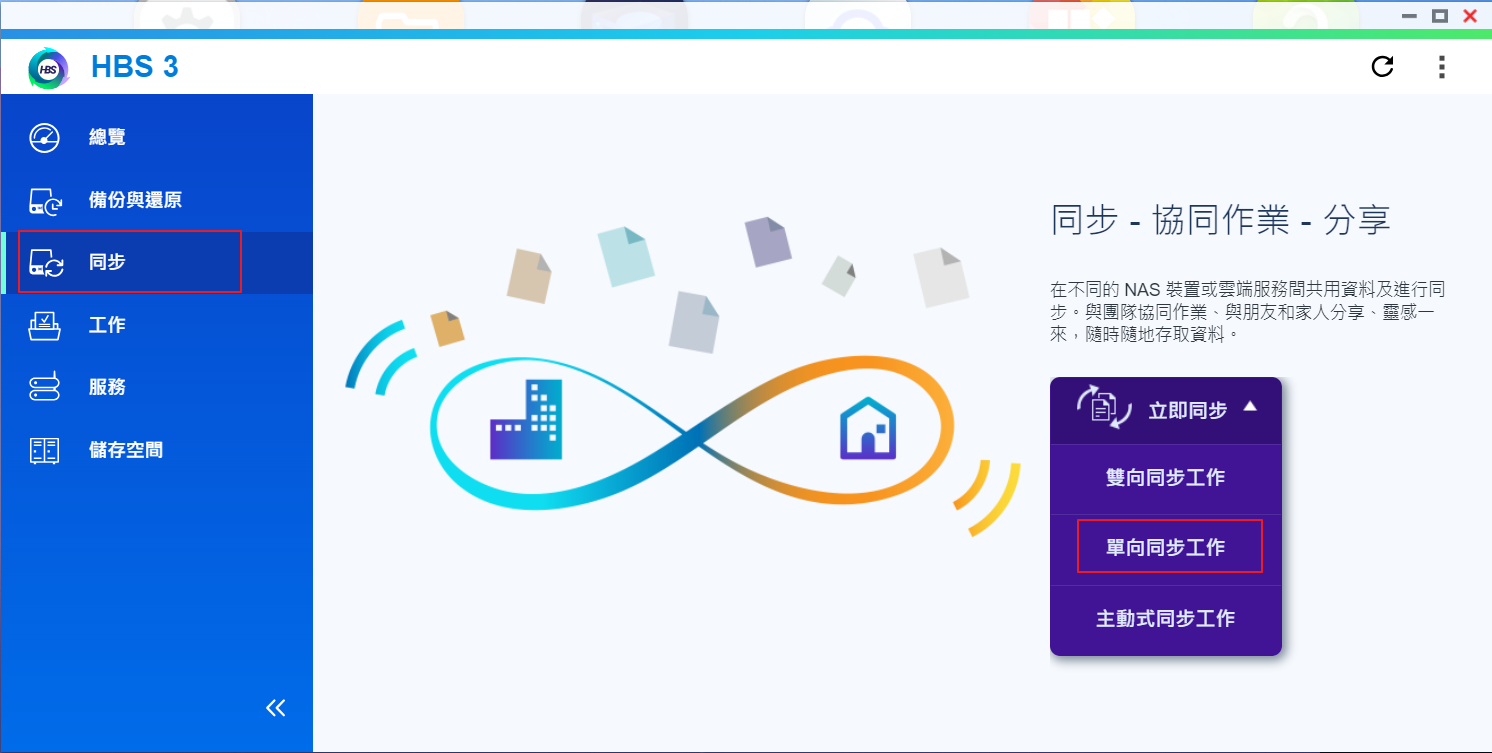 HBS
HBS 3
總覽
備份與還原
同步
工作
服務
儲存空間
同步 - 協同作業 - 分享
在不同的 NAS 裝置或雲端服務間共用資料及進行同
步。與團隊協同作業、與朋友和家人分享、靈感一
來，隨時隨地存取資料。
立即同步
雙向同步工作
單向同步工作
主動式同步工作